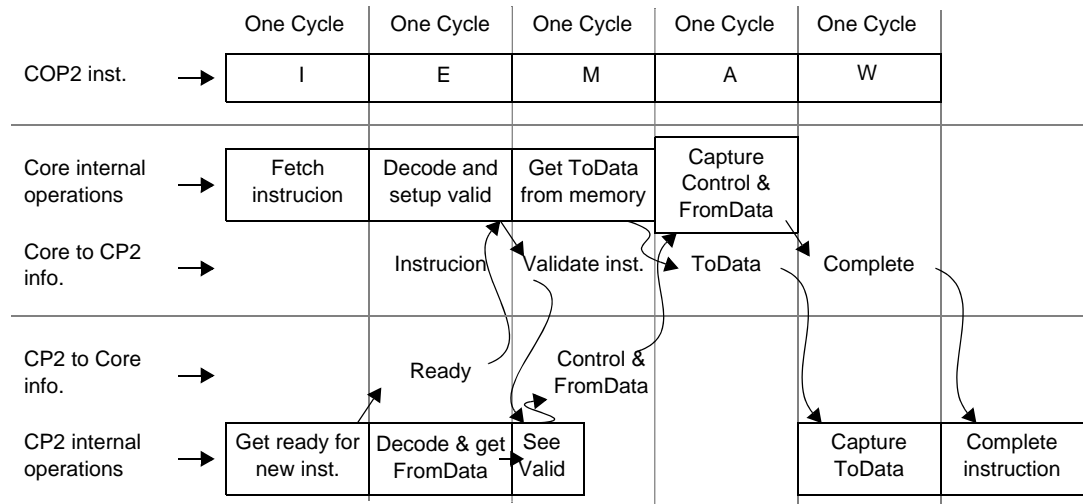 One Cycle One Cycle One Cycle One Cycle One Cycle
COP2 inst. I E M A W
Core internal
operations
Fetch
instrucion
Decode and
setup valid
Get ToData
from memory
Capture
Control &
FromData
Core to CP2
info.
Instrucion Validate inst. ToData Complete
CP2 to Core
info.
Ready
Control &
FromData
CP2 internal
operations
Get ready for
new inst.
Decode & get
FromData
See
Valid
Capture
ToData
Complete
instruction